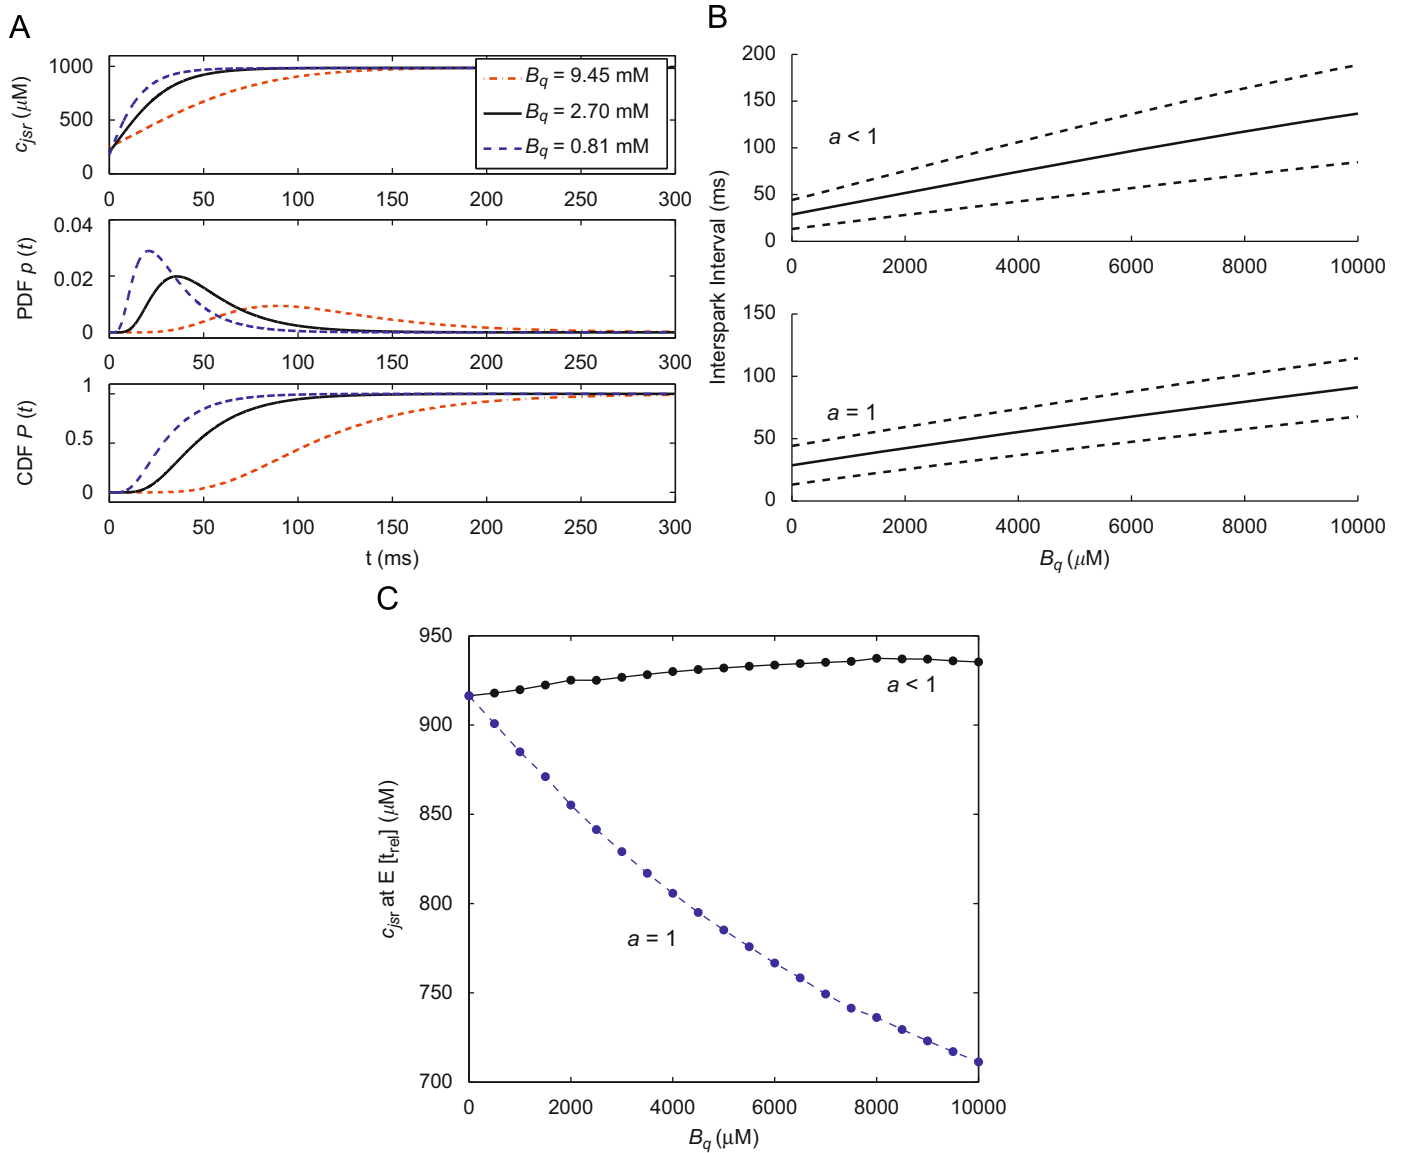 A
c_jsr (μM)
1000
500
0
0 50 100 150 200 250 300
B_q = 9.45 mM
B_q = 2.70 mM
B_q = 0.81 mM
PDF p (t)
0.04
0.02
0
0 50 100 150 200 250 300
CDF P (t)
1
0.5
0
0 50 100 150 200 250 300
t (ms)
B
Interspark Interval (ms)
200
150
100
50
0
a < 1
0 2000 4000 6000 8000 10000
150
100
50
0
a = 1
0 2000 4000 6000 8000 10000
B_q (μM)
C
c_jsr at E [t_rel] (μM)
950
900
850
800
750
700
a < 1
a = 1
0 2000 4000 6000 8000 10000
B_q (μM)